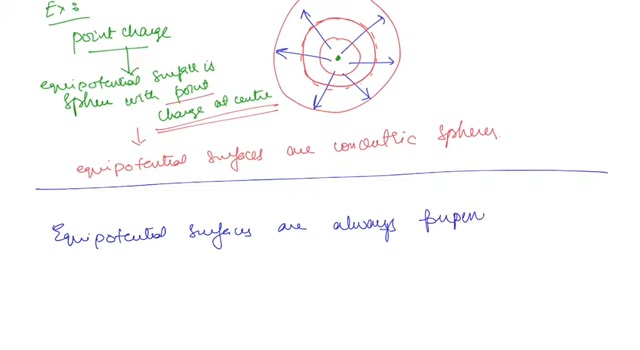 Ex:
point charge
equipotential surface is
sphere with point
charge at centre
equipotential surfaces are concentric spheres.
Equipotential surfaces are always perpen